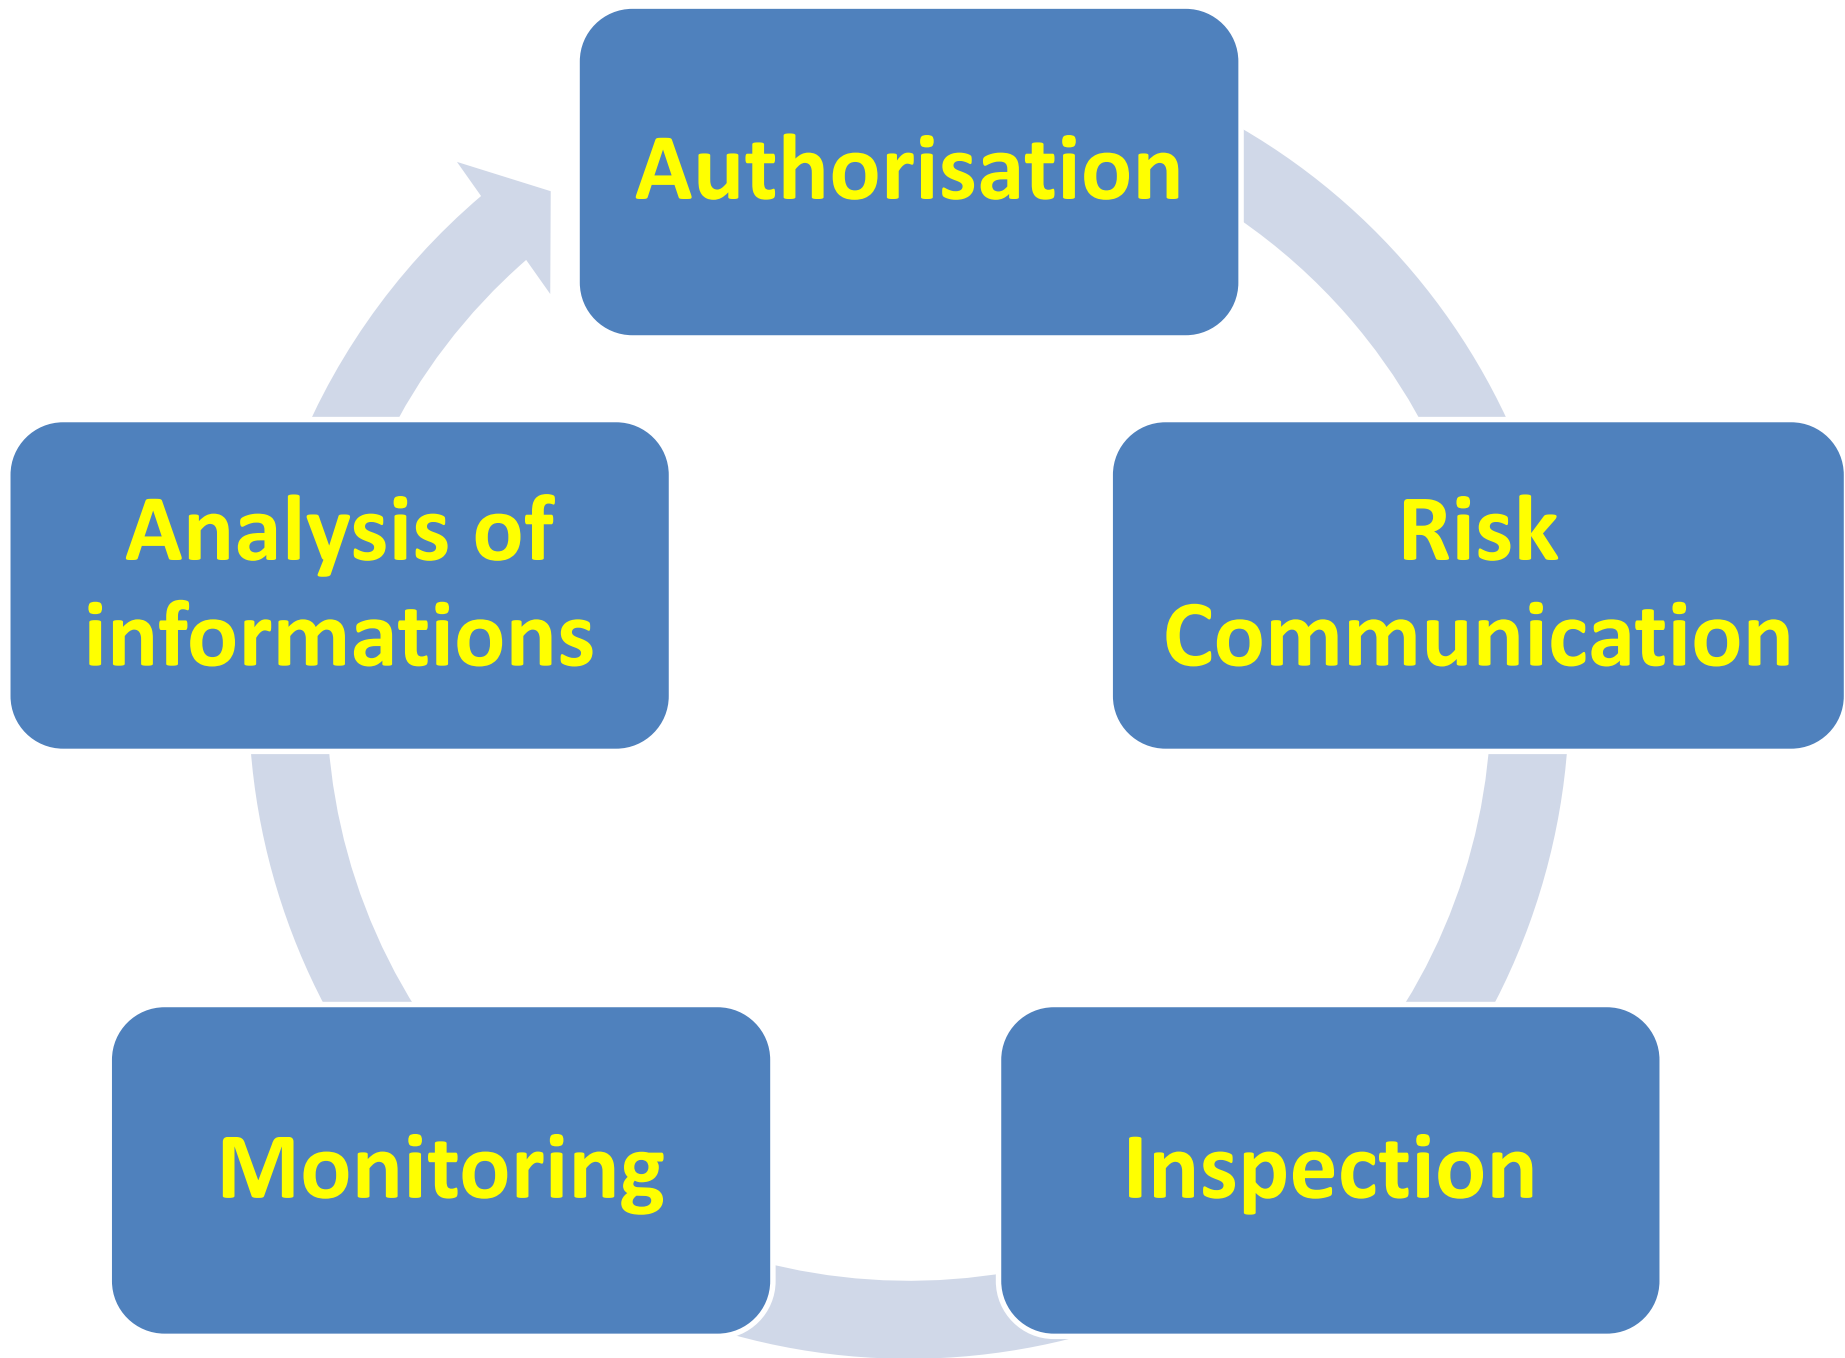 Authorisation
Risk
Communication
Inspection
Monitoring
Analysis of
informations